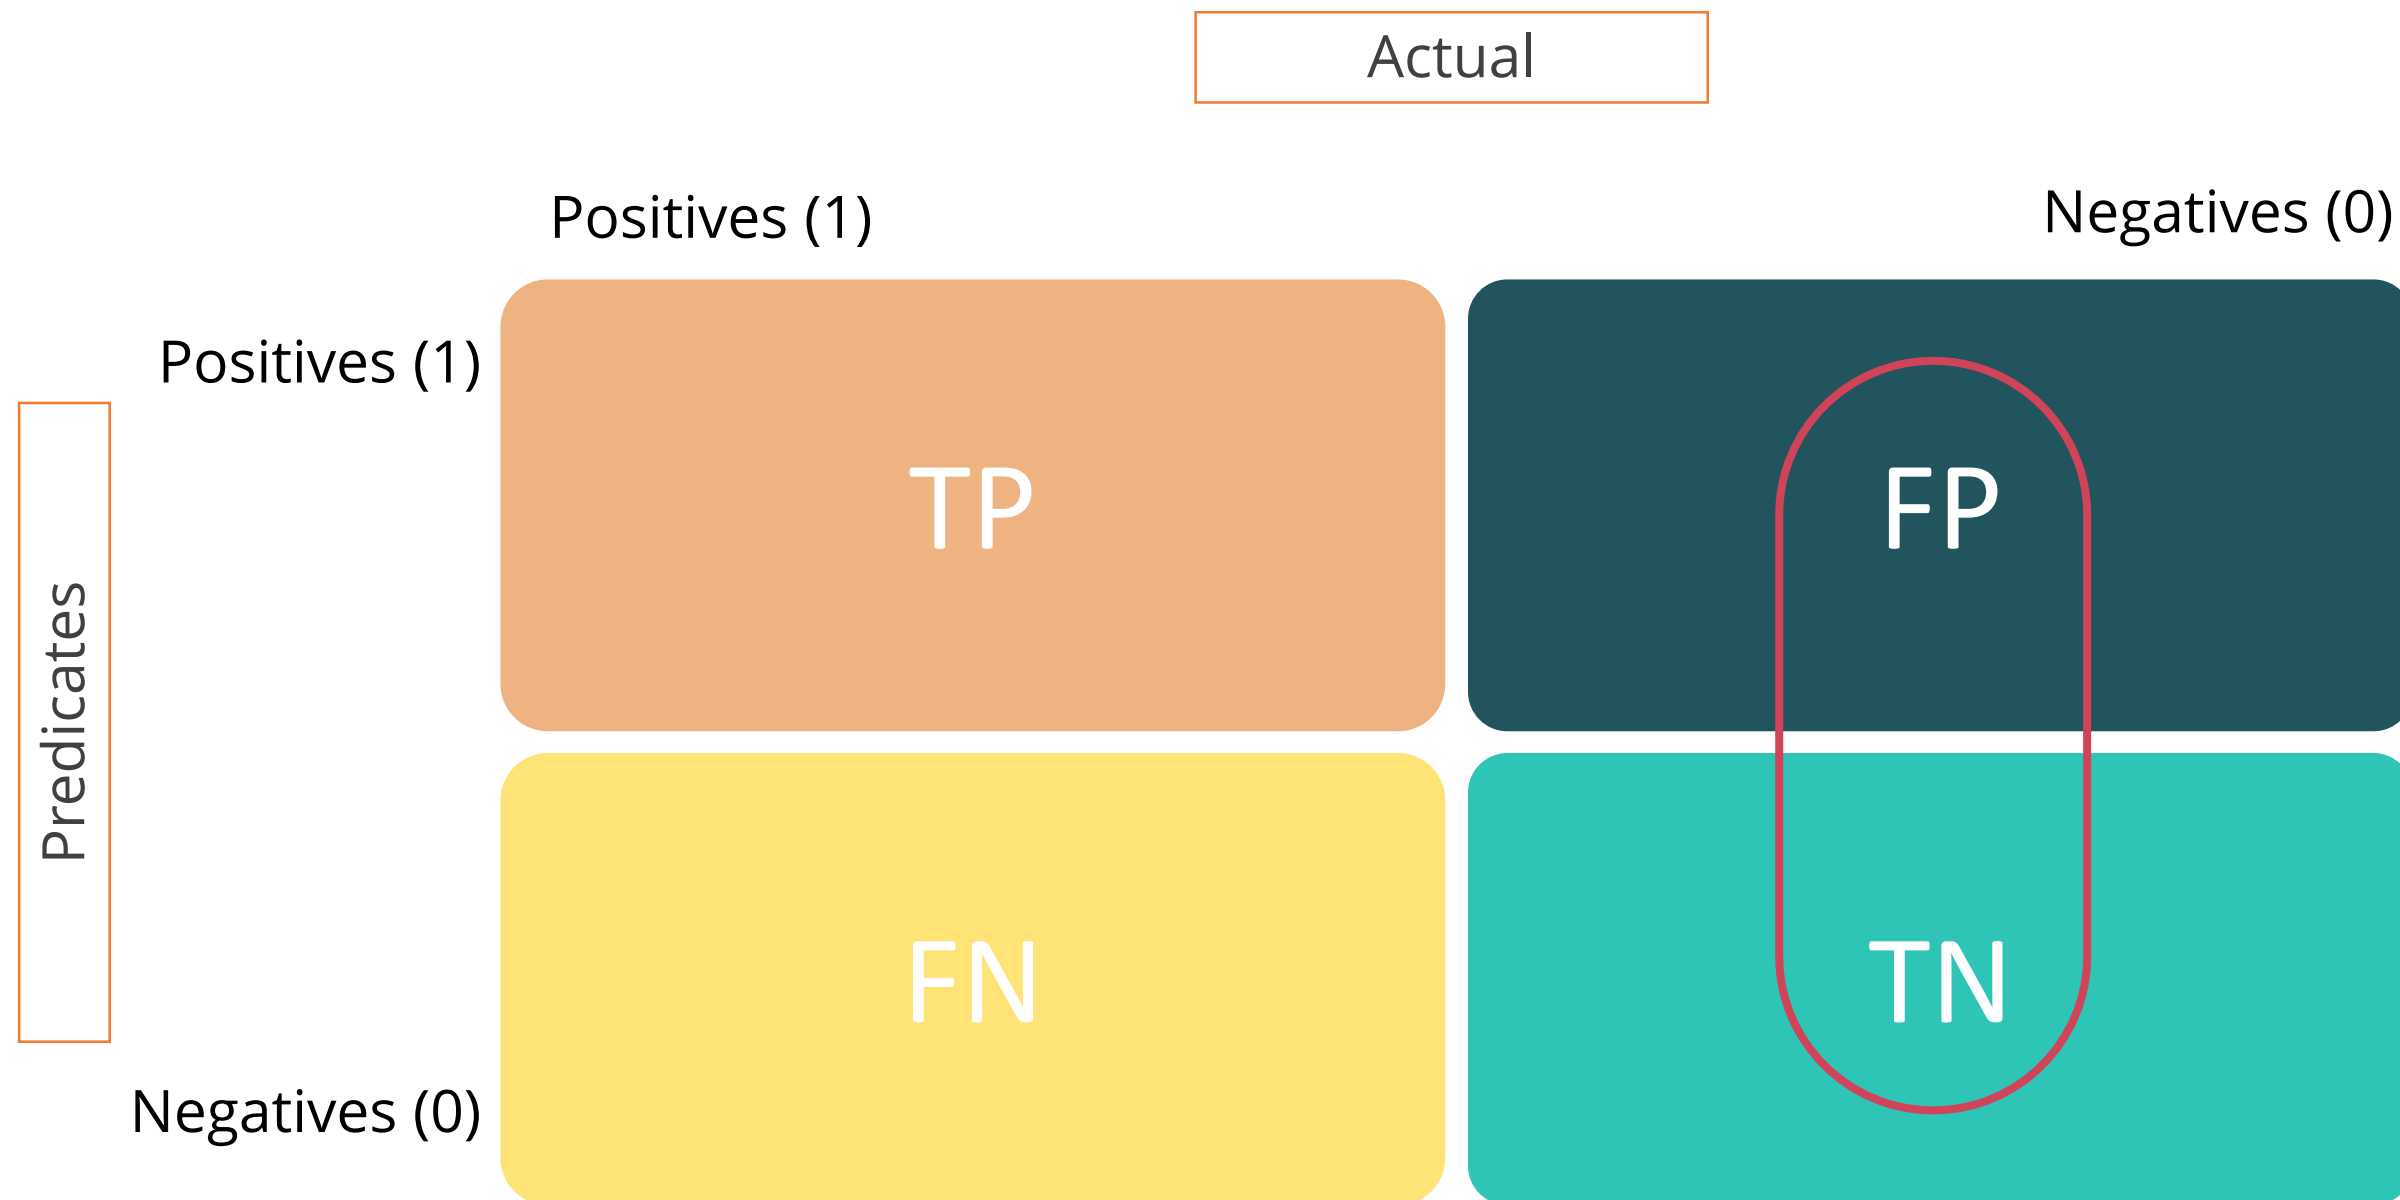 Actual
Positives (1)
Negatives (0)
Positives (1)
TP
FP
Predicates
FN
TN
Negatives (0)